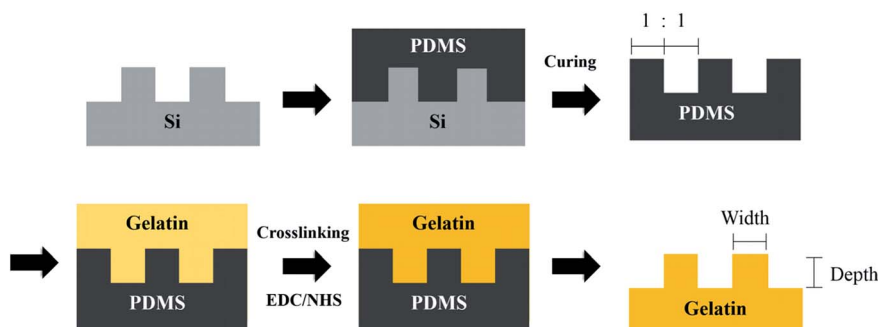 1 : 1
PDMS
Curing
Si
Si
PDMS
Gelatin
Crosslinking
Gelatin
Width
PDMS
EDC/NHS
PDMS
Depth
Gelatin